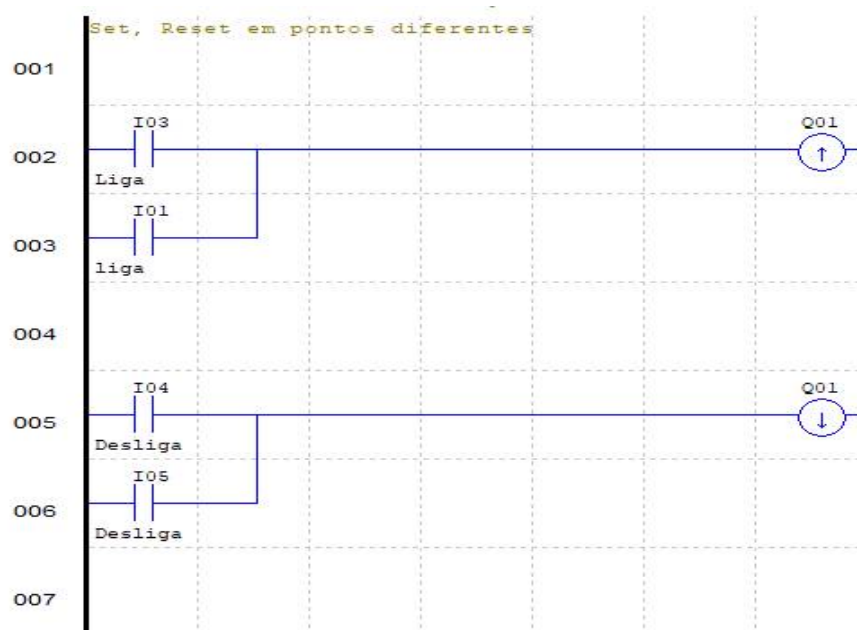 Set, Reset em pontos diferentes
001
I03 Q01
002 ↑
Liga
I01
003
liga
004
I04 Q01
005 ↓
Desliga
I05
006
Desliga
007